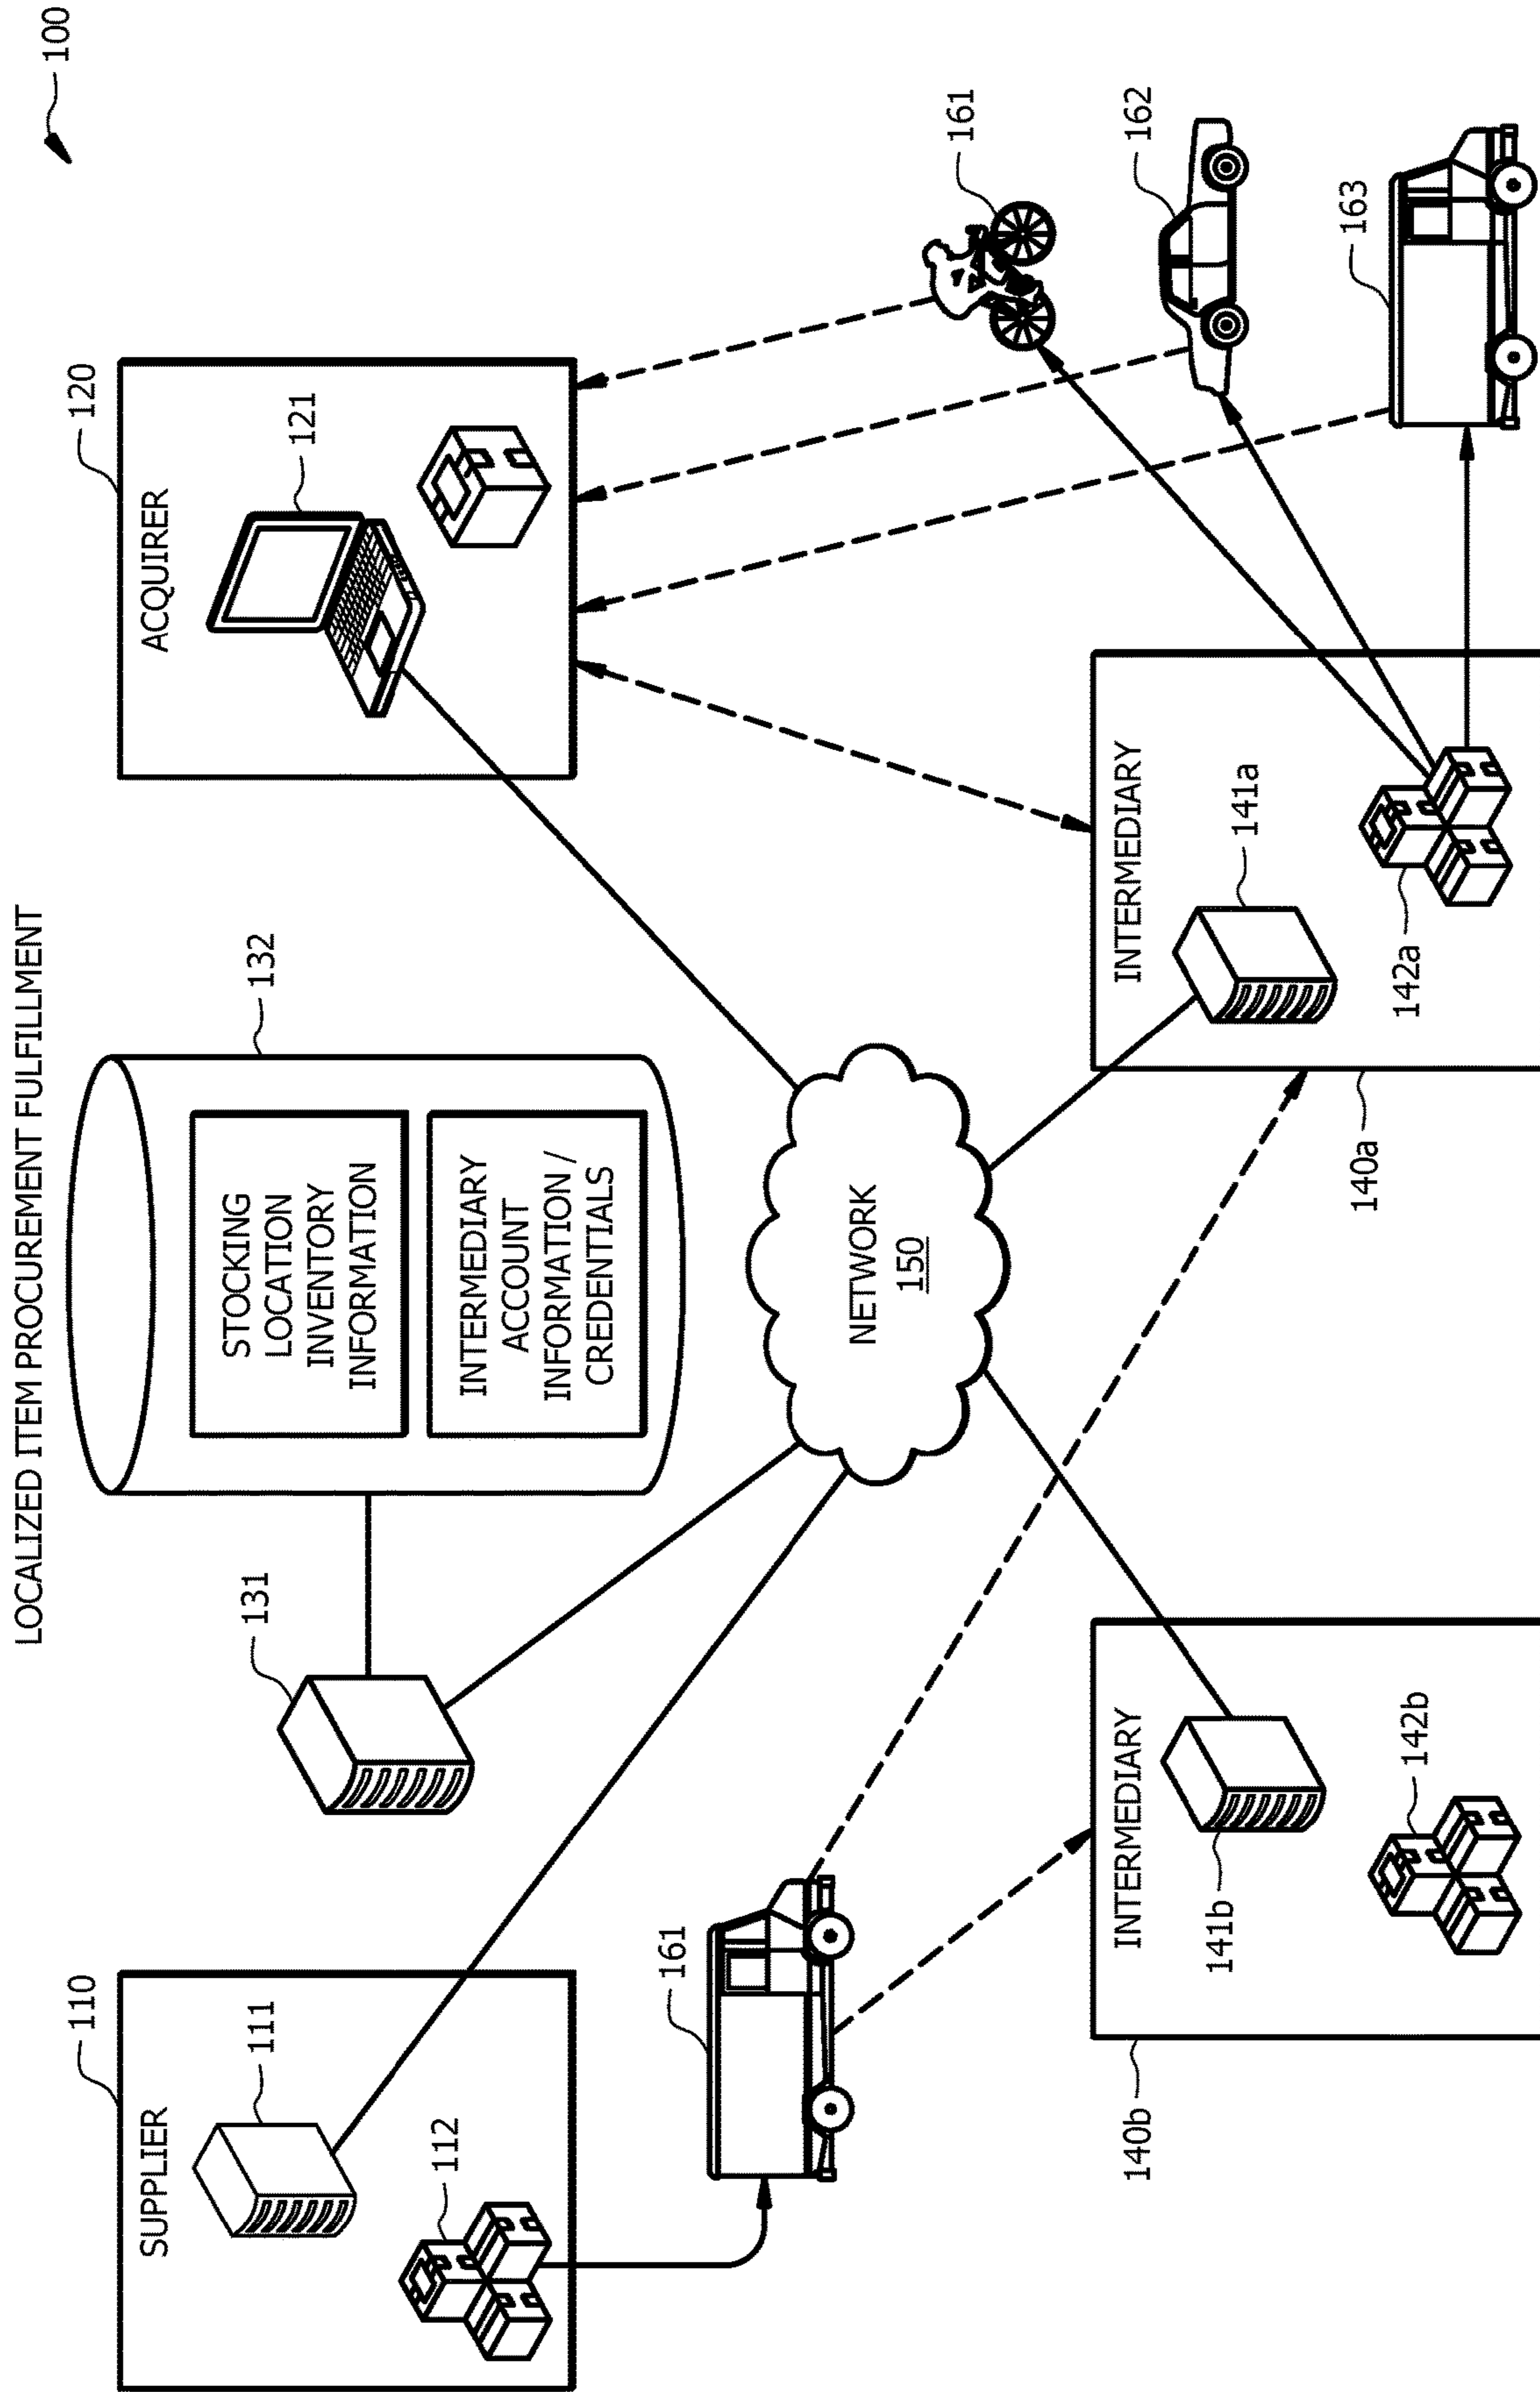 LOCALIZED ITEM PROCUREMENT FULFILLMENT
100
110
SUPPLIER
111
112
131
132
STOCKING
LOCATION
INVENTORY
INFORMATION
INTERMEDIARY
ACCOUNT
INFORMATION /
CREDENTIALS
120
ACQUIRER
121
161
NETWORK
150
161
162
163
140b
INTERMEDIARY
141b
142b
140a
INTERMEDIARY
141a
142a